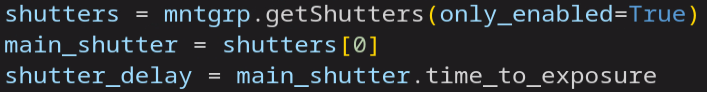 shutters = mntgrp.getShutters(only_enabled=True)
main_shutter = shutters[0]
shutter_delay = main_shutter.time_to_exposure